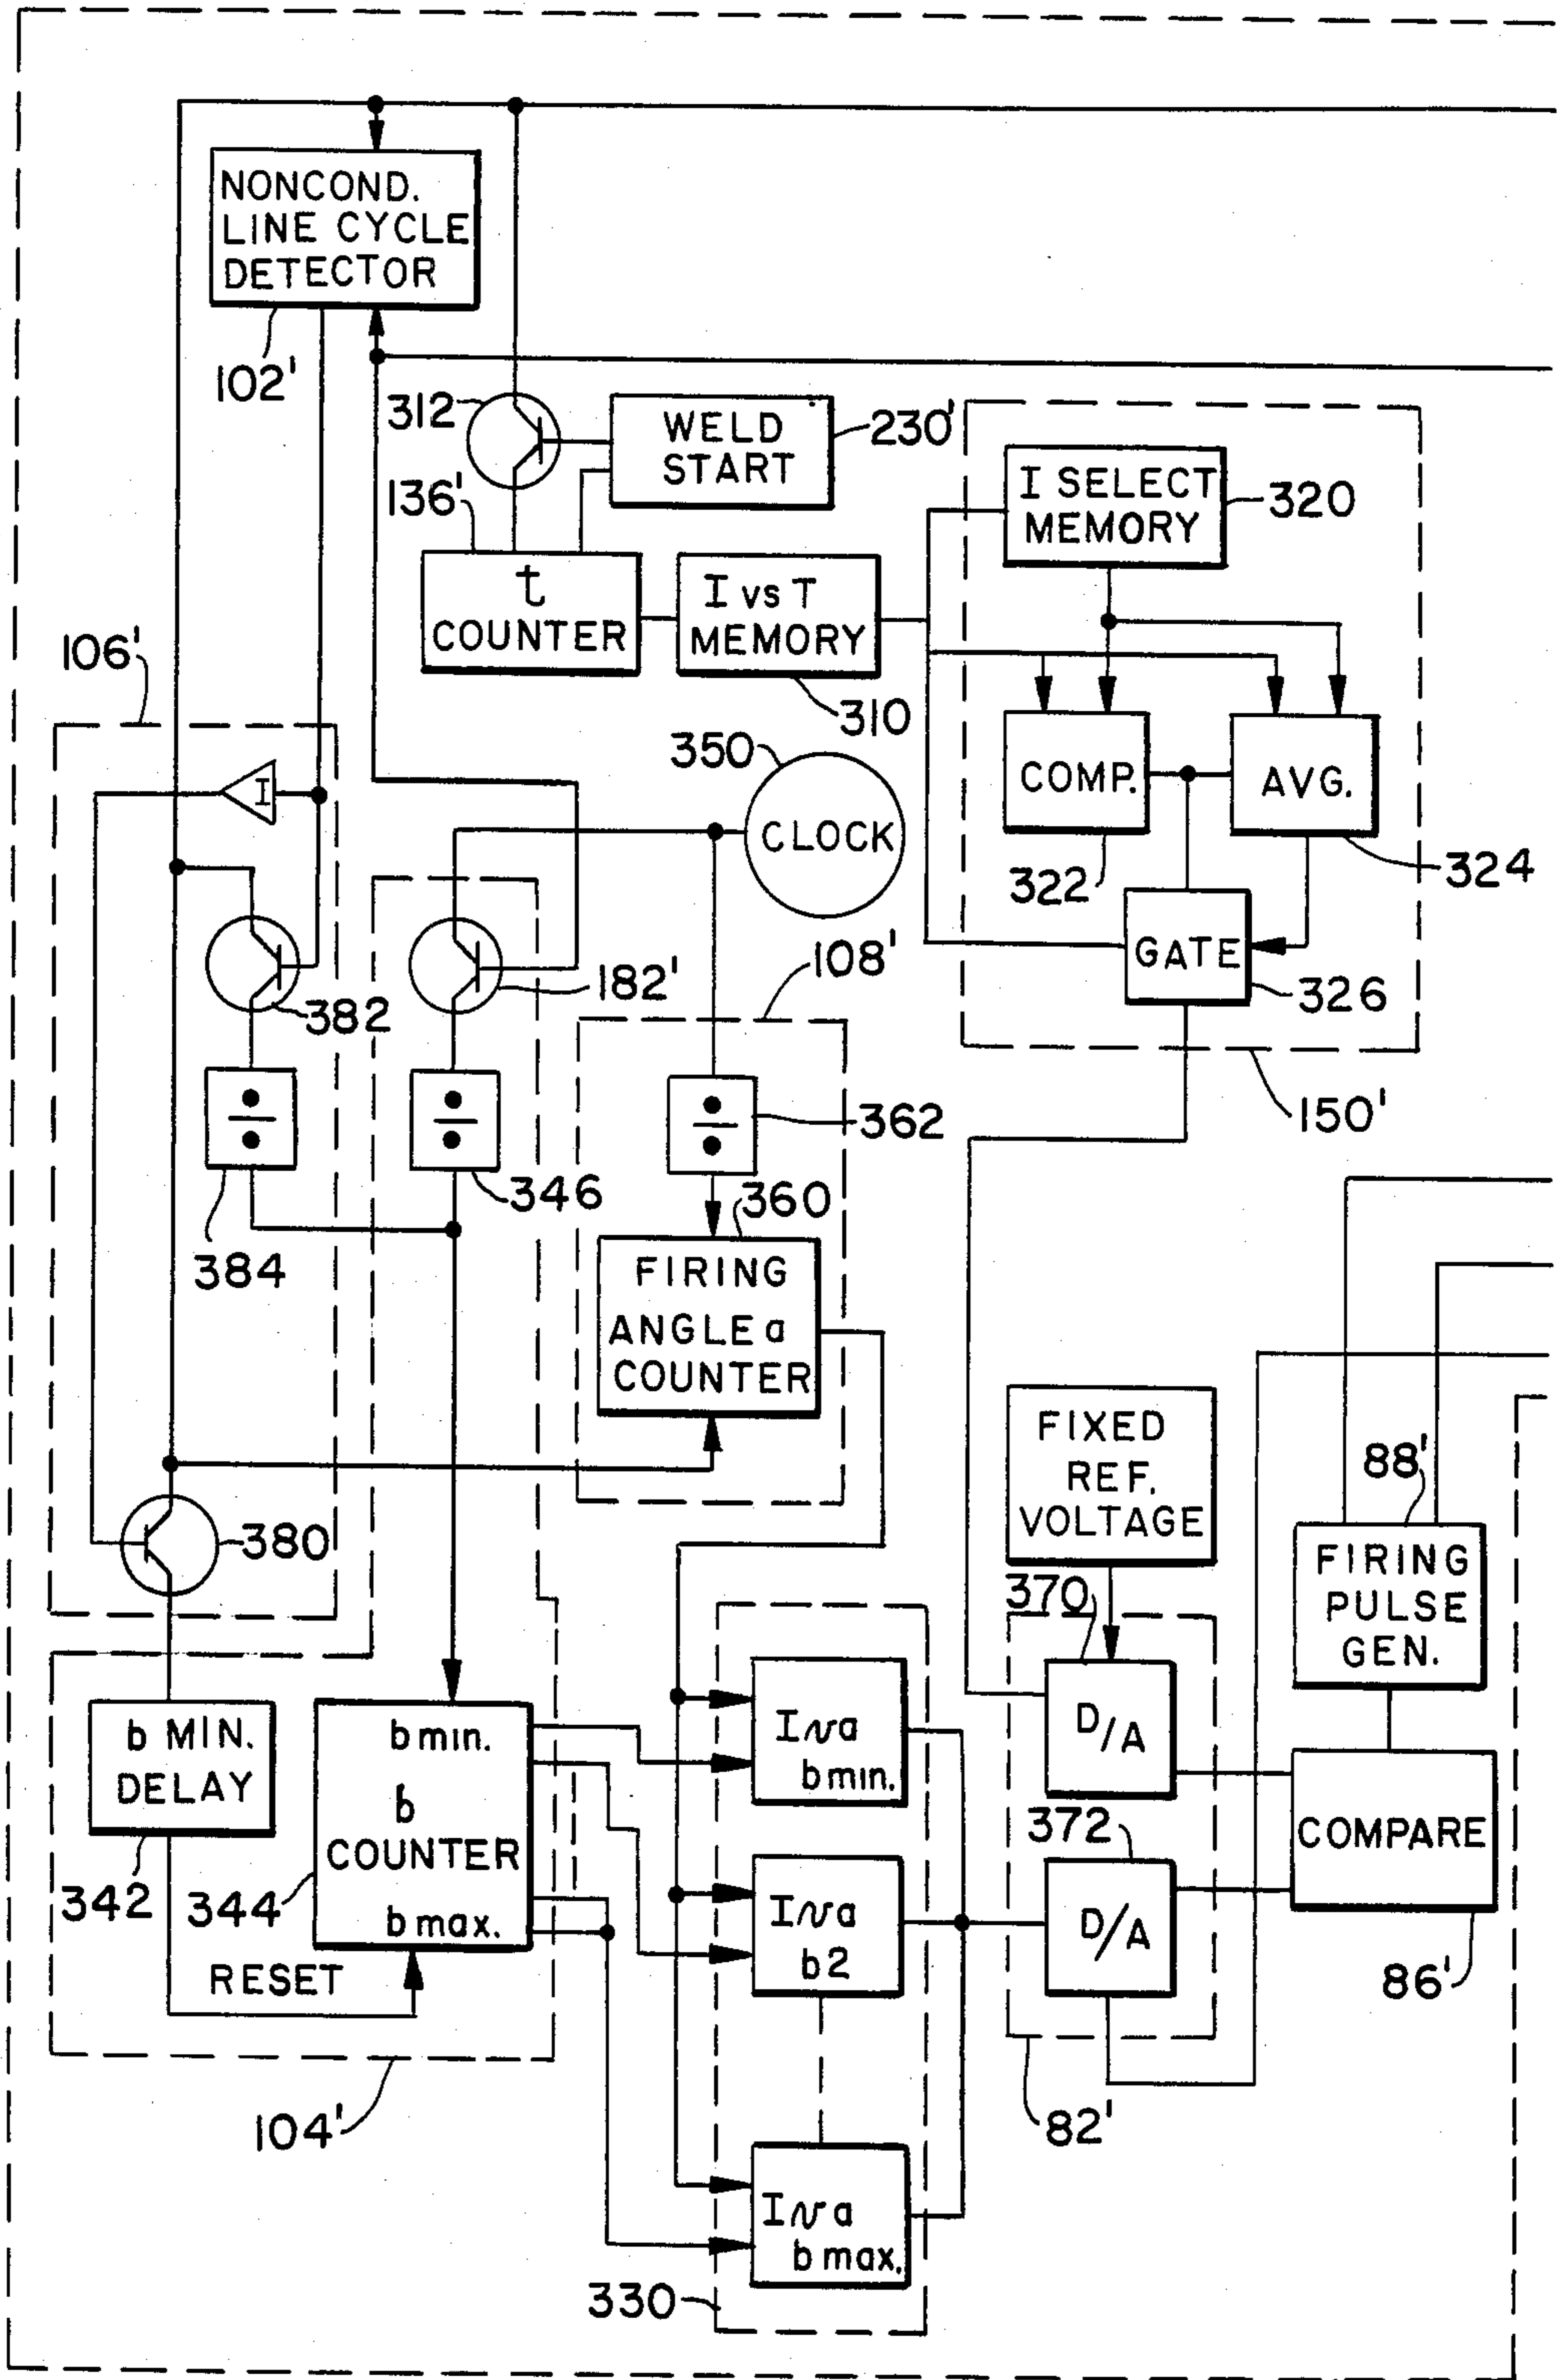 NONCOND.
LINE CYCLE
DETECTOR
102'
312
WELD
START
230'
136'
t
COUNTER
I vs T
MEMORY
310
I SELECT
MEMORY
320
COMP.
322
AVG.
324
GATE
326
150'
106'
I
350
CLOCK
382
182'
108'
÷
384
÷
346
÷
362
360
FIRING
ANGLE a
COUNTER
380
FIXED
REF.
VOLTAGE
88'
FIRING
PULSE
GEN.
370
D/A
372
D/A
COMPARE
86'
82'
b MIN.
DELAY
342
b min.
b
COUNTER
b max.
344
RESET
104'
I~a
b min.
I~a
b2
I~a
b max.
330